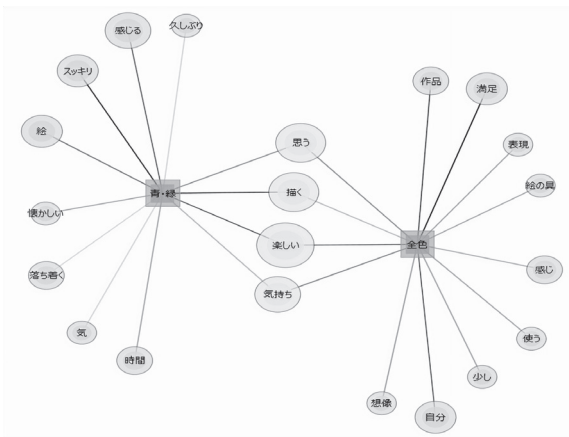 久しぶり
感じる
スッキリ
絵
懐かしい
落ち着く
気
時間
青・緑
思う
描く
楽しい
気持ち
全色
作品
満足
表現
絵の具
感じ
使う
少し
自分
想像